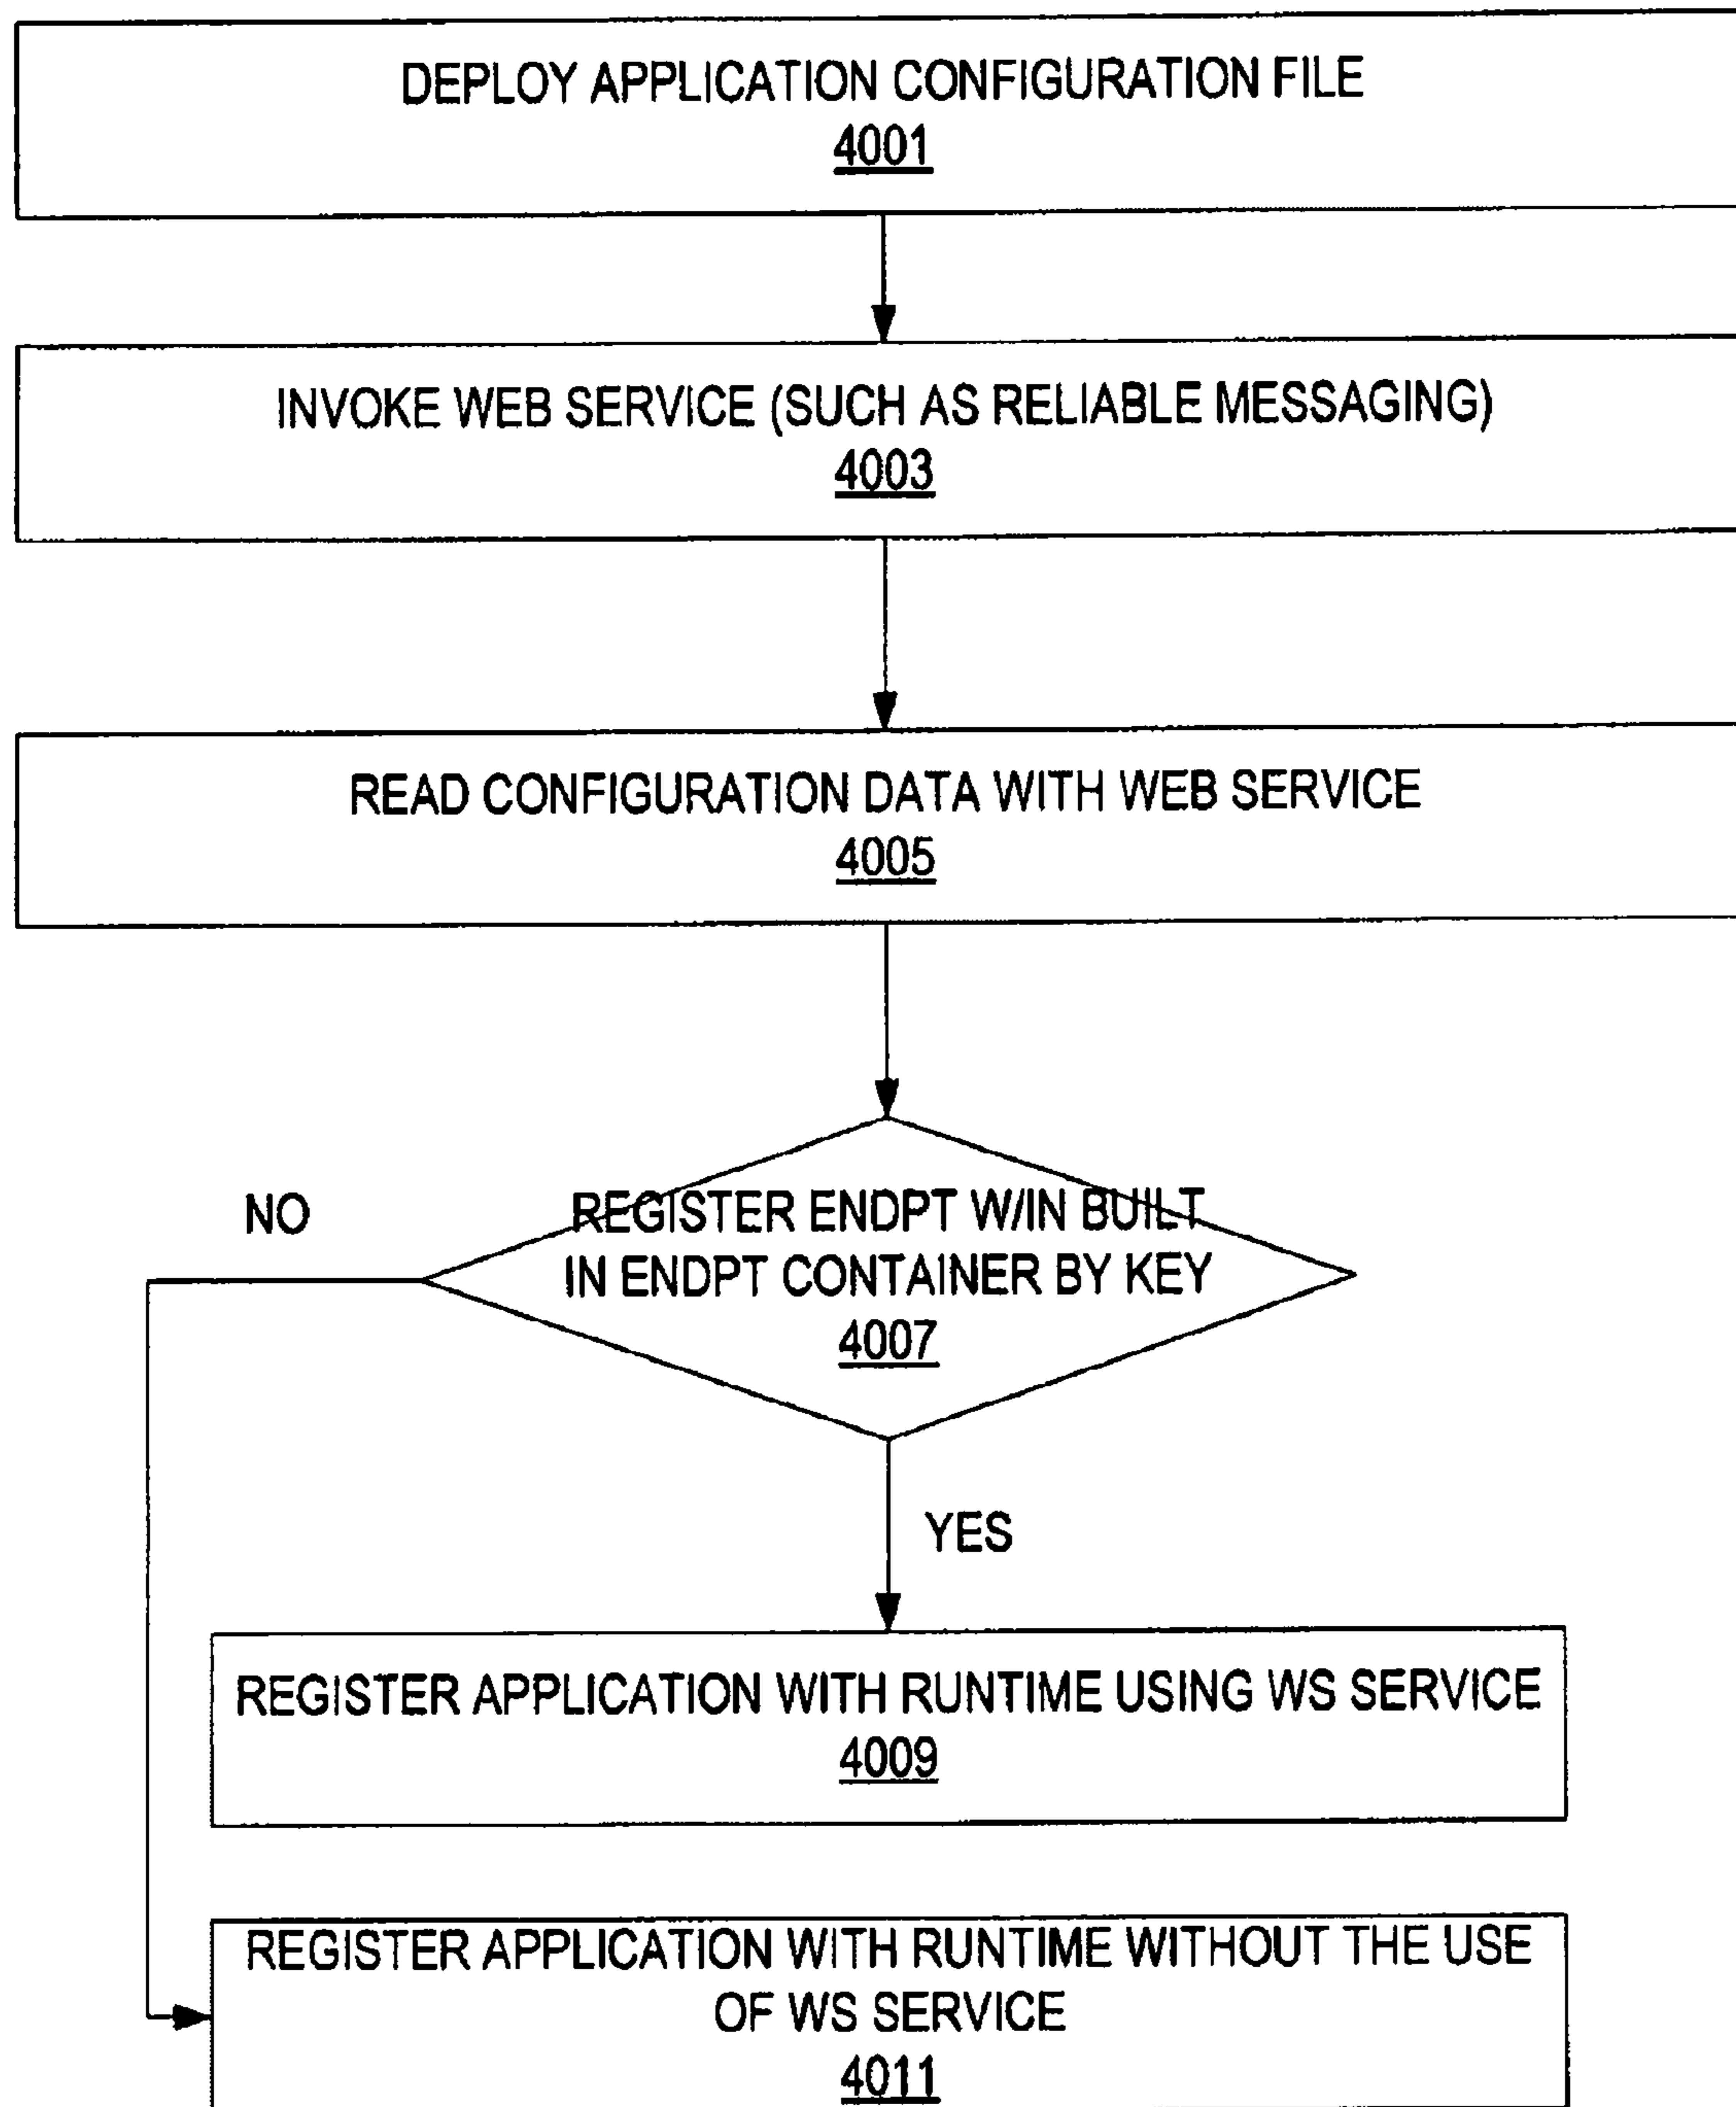 DEPLOY APPLICATION CONFIGURATION FILE
4001
INVOKE WEB SERVICE (SUCH AS RELIABLE MESSAGING)
4003
READ CONFIGURATION DATA WITH WEB SERVICE
4005
NO
REGISTER ENDPT W/IN BUILT
IN ENDPT CONTAINER BY KEY
4007
YES
REGISTER APPLICATION WITH RUNTIME USING WS SERVICE
4009
REGISTER APPLICATION WITH RUNTIME WITHOUT THE USE
OF WS SERVICE
4011